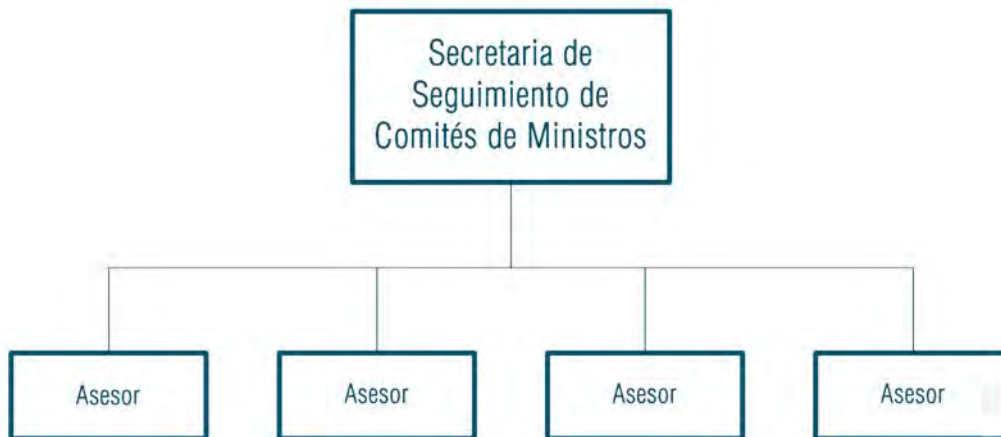 Secretaria de
Seguimiento de
Comités de Ministros
Asesor
Asesor
Asesor
Asesor